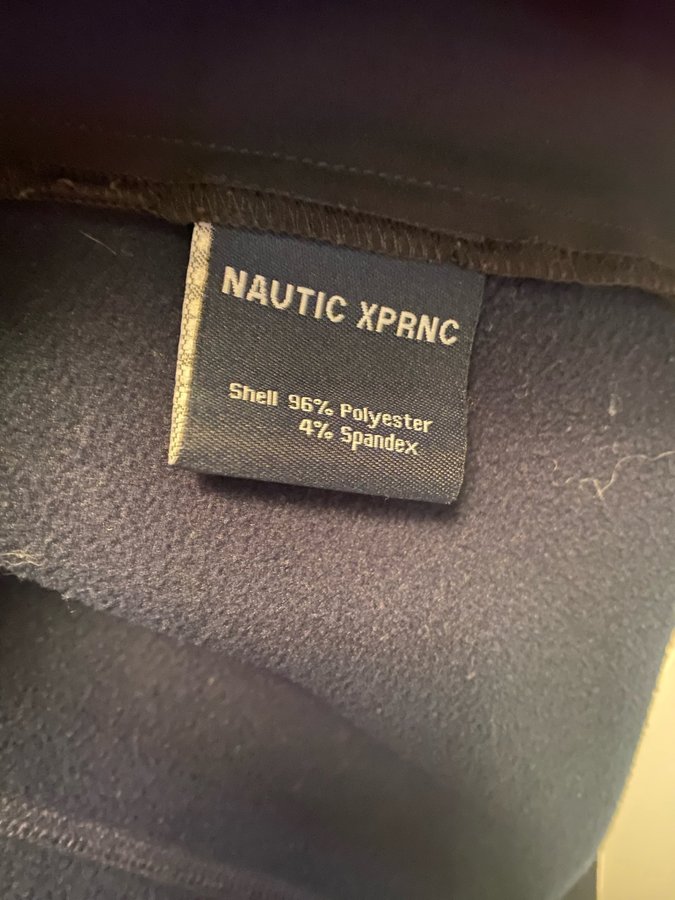 NAUTIC XPRNC
Shell 96% Polyester
4% Spandex